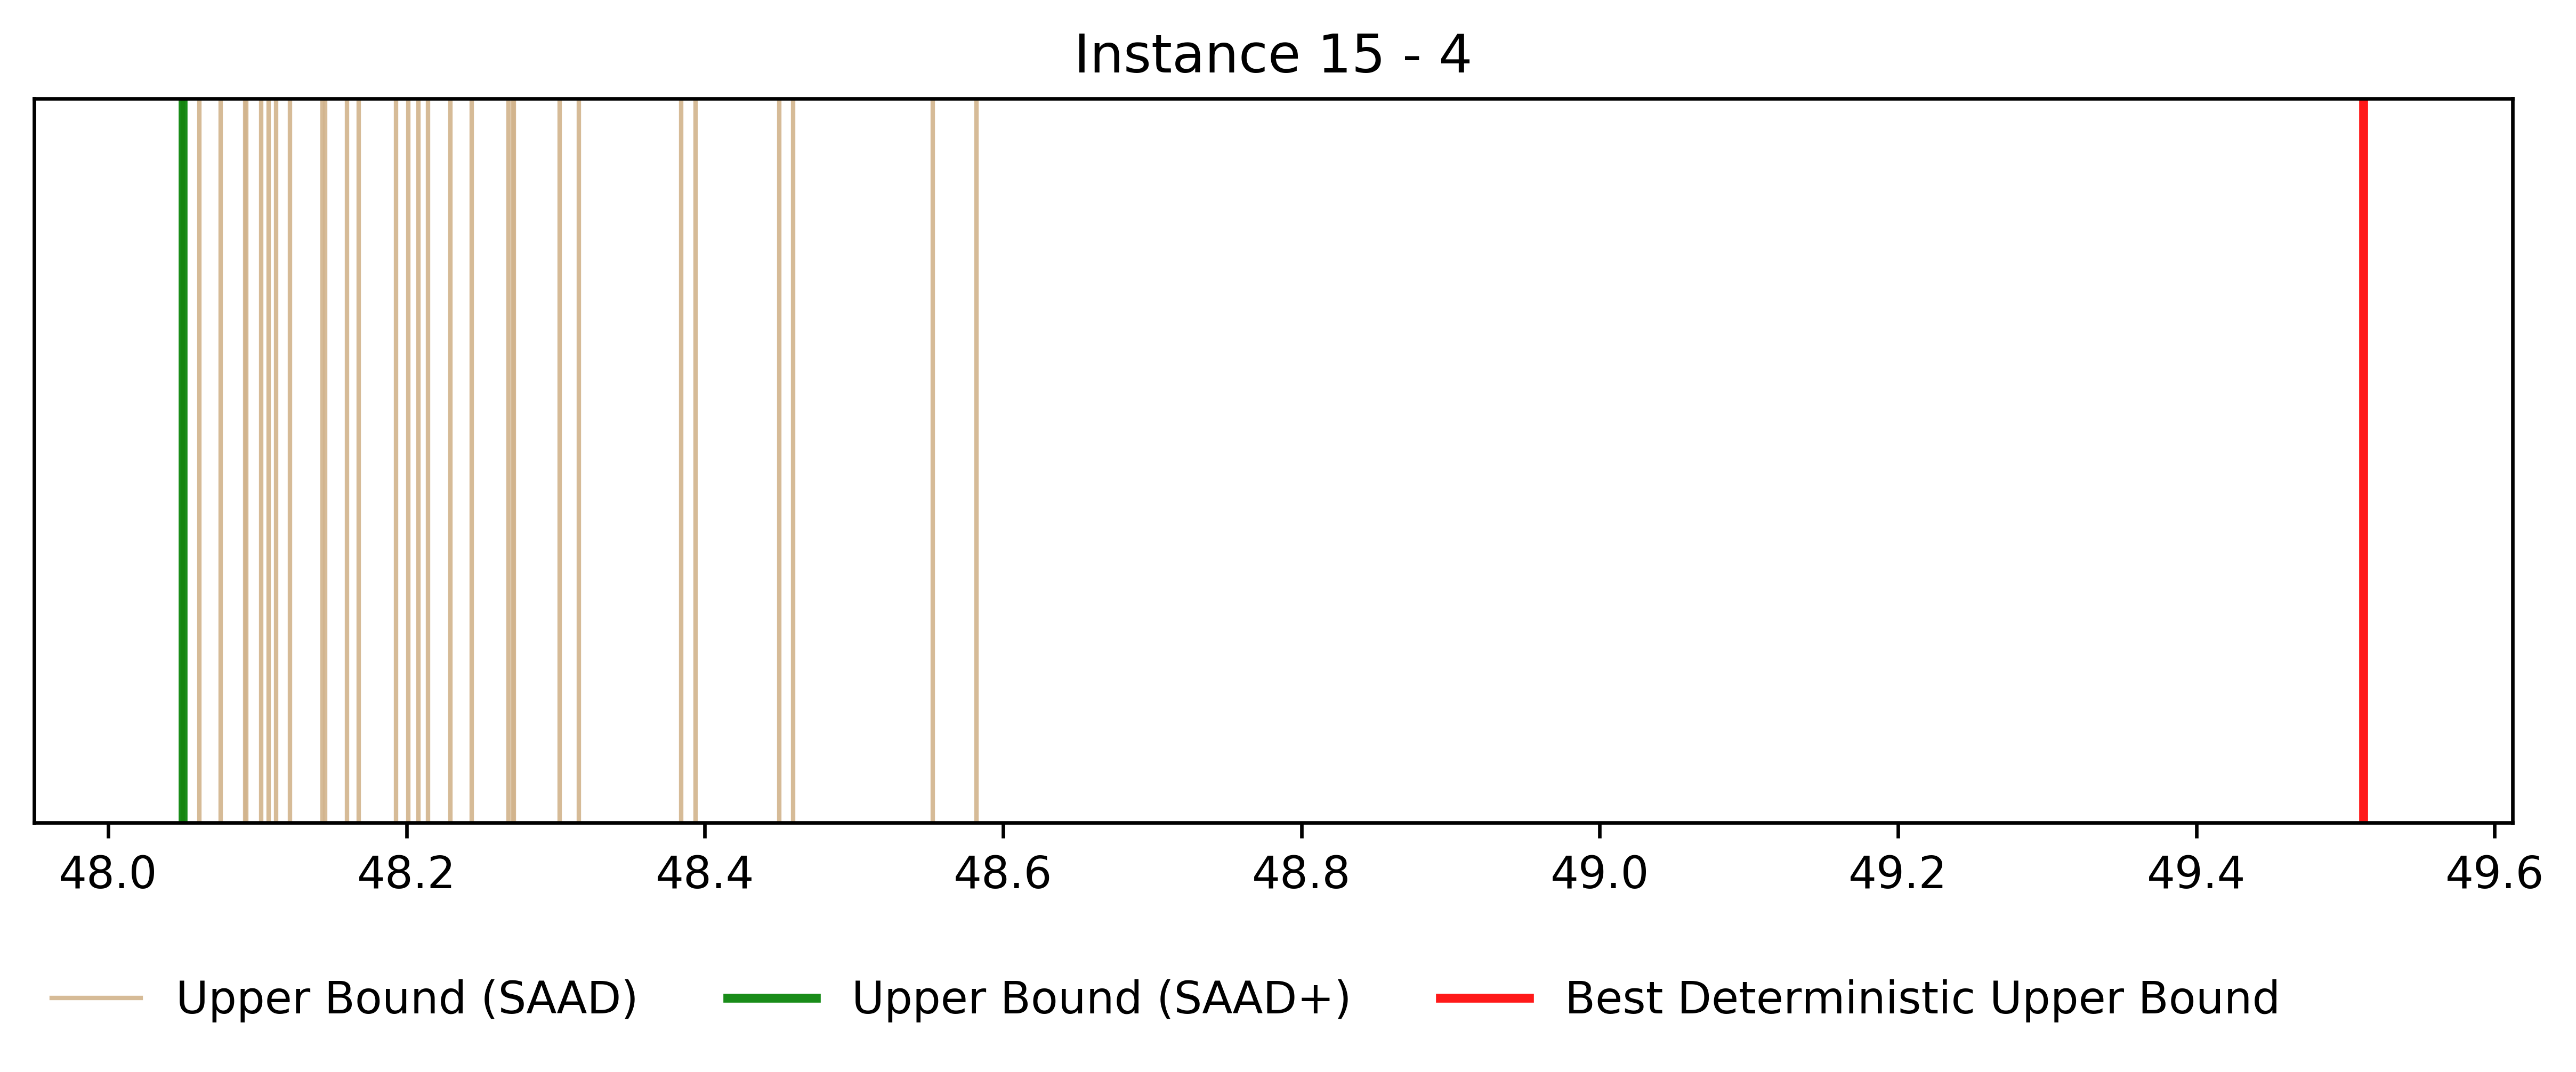 Instance 15 - 4
48.0 48.2 48.4 48.6 48.8 49.0 49.2 49.4 49.6
Upper Bound (SAAD) Upper Bound (SAAD+) Best Deterministic Upper Bound